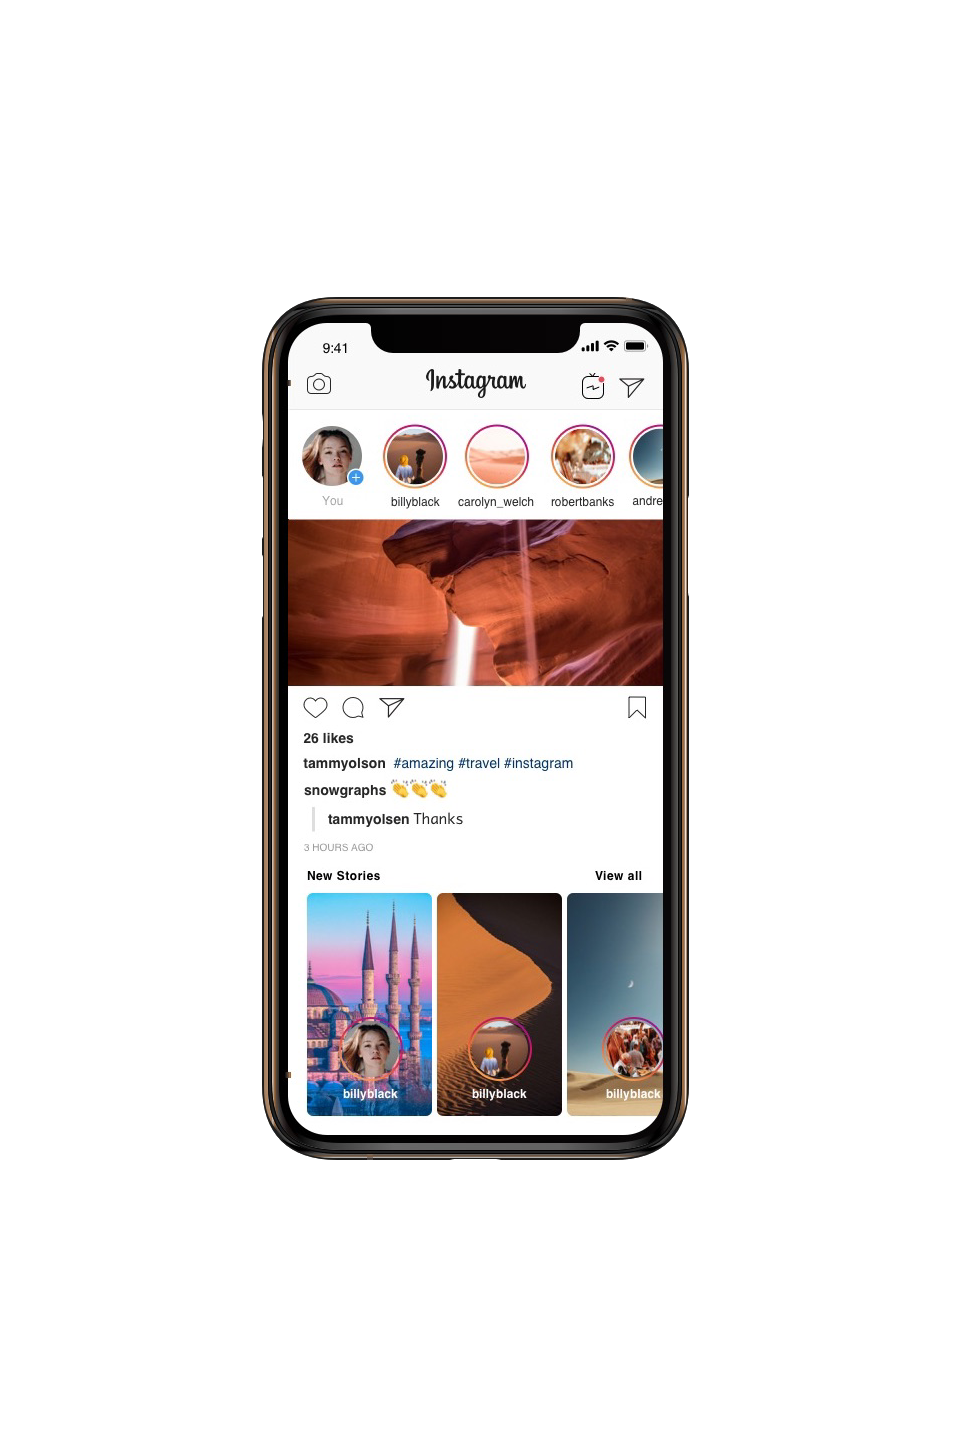 9:41
Instagram
You billyblack carolyn_welch robertbanks andre
26 likes
tammyolson #amazing #travel #instagram
snowgraphs 👏👏👏
tammyolsen Thanks
3 HOURS AGO
New Stories View all
billyblack billyblack billyblack